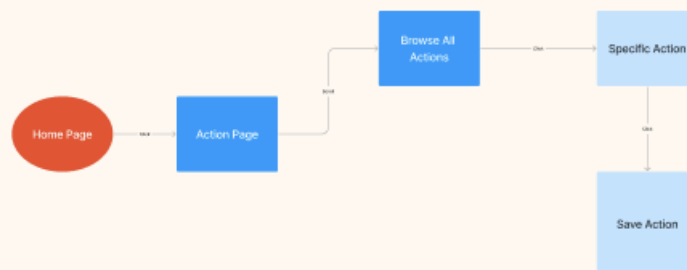 Browse All
Actions
Specific Action
Home Page
Action Page
Save Action